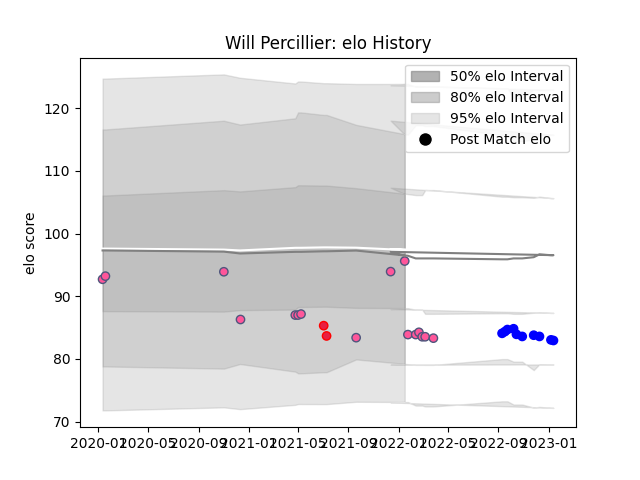 Will Percillier: elo History
50% elo Interval
80% elo Interval
95% elo Interval
Post Match elo
elo score
120
110
100
90
80
70
2020-01 2020-05 2020-09 2021-01 2021-05 2021-09 2022-01 2022-05 2022-09 2023-01